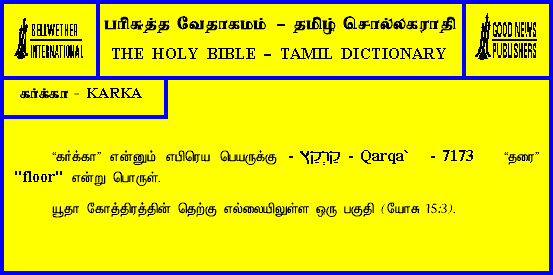 BELLWETHER
INTERNATIONAL
பரிசுத்த வேதாகமம் – தமிழ் சொல்லகராதி
THE HOLY BIBLE – TAMIL DICTIONARY
GOOD NEWS
PUBLISHERS
கர்க்கா - KARKA
“கர்க்கா” என்னும் எபிரெய பெயருக்கு - קַרְקַע - Qarqa` - 7173 “தரை”
"floor" என்று பொருள்.
யூதா கோத்திரத்தின் தெற்கு எல்லையிலுள்ள ஒரு பகுதி (யோசு 15:3).